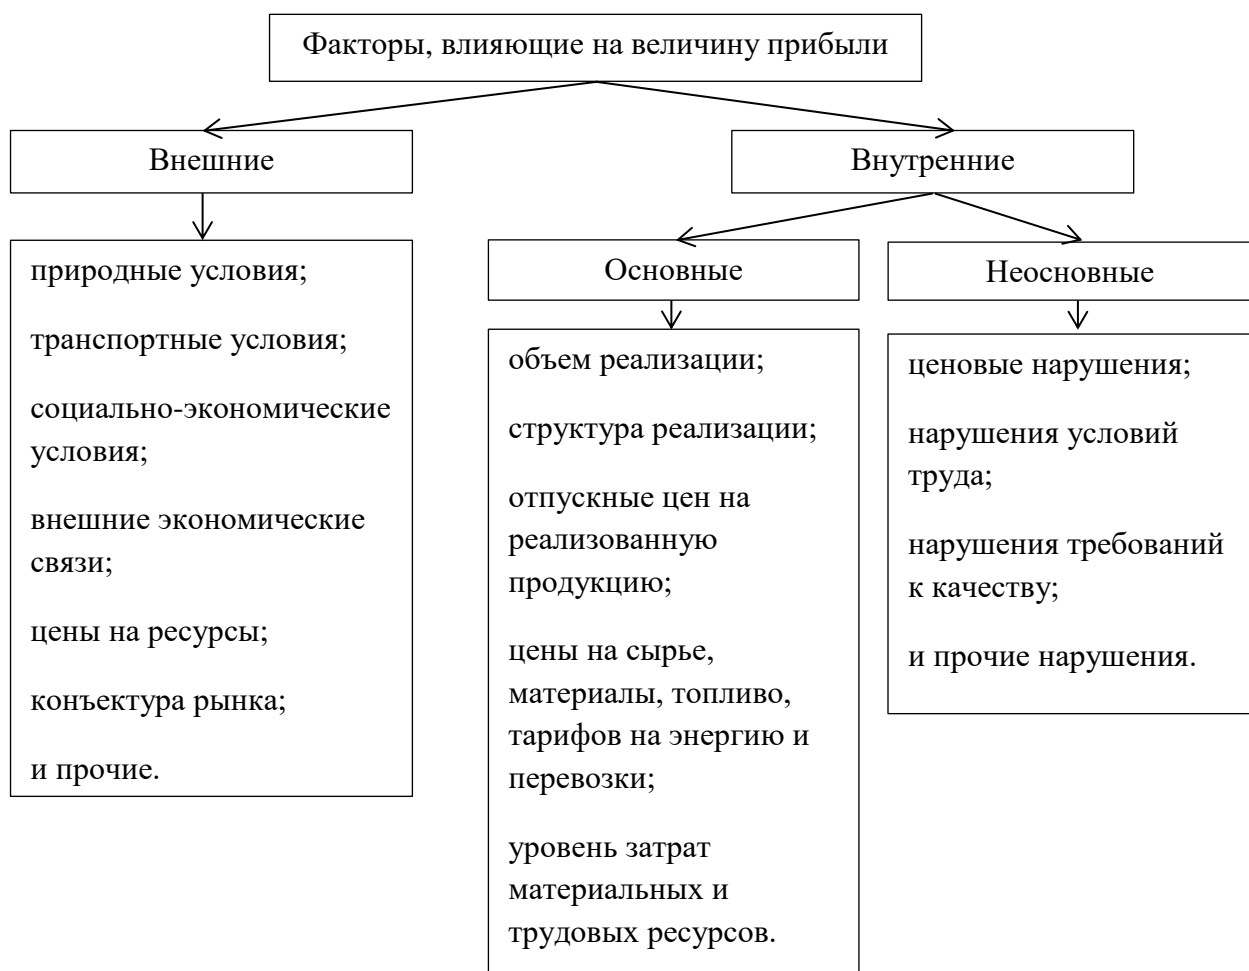 Факторы, влияющие на величину прибыли
Внешние
Внутренние
природные условия;
транспортные условия;
социально-экономические
условия;
внешние экономические
связи;
цены на ресурсы;
конъектура рынка;
и прочие.
Основные
Неосновные
объем реализации;
структура реализации;
отпускные цен на
реализованную
продукцию;
цены на сырье,
материалы, топливо,
тарифов на энергию и
перевозки;
уровень затрат
материальных и
трудовых ресурсов.
ценовые нарушения;
нарушения условий
труда;
нарушения требований
к качеству;
и прочие нарушения.